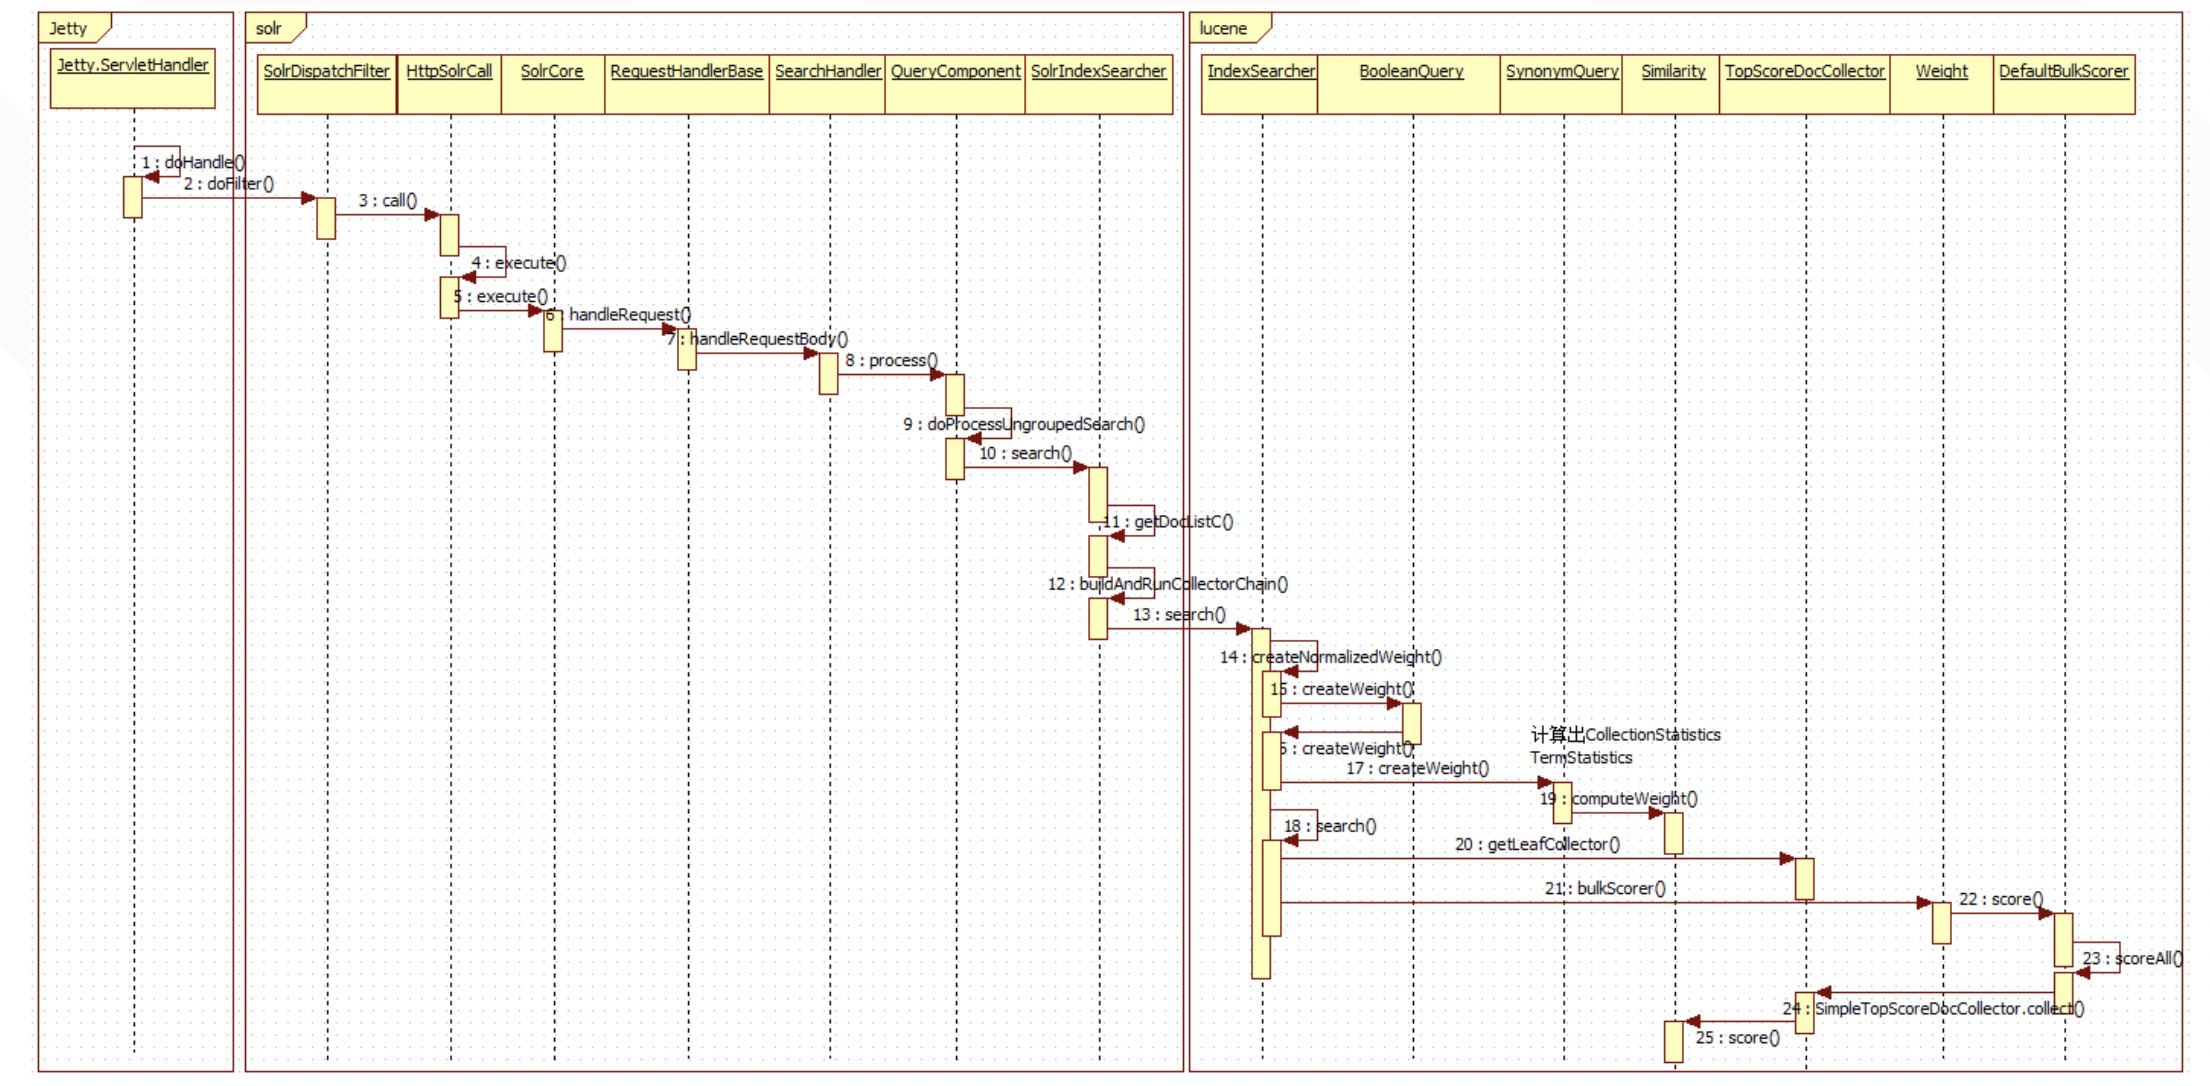 Jetty
solr
lucene
Jetty.ServletHandler
SolrDispatchFilter
HttpSolrCall
SolrCore
RequestHandlerBase
SearchHandler
QueryComponent
SolrIndexSearcher
IndexSearcher
BooleanQuery
SynonymQuery
Similarity
TopScoreDocCollector
Weight
DefaultBulkScorer
1 : doHandle()
2 : doFilter()
3 : call()
4 : execute()
5 : execute()
6 : handleRequest()
7 : handleRequestBody()
8 : process()
9 : doProcessUngroupedSearch()
10 : search()
11 : getDocListC()
12 : buildAndRunCollectorChain()
13 : search()
14 : createNormalizedWeight()
15 : createWeight()
计算出CollectionStatistics
TermStatistics
6 : createWeight()
17 : createWeight()
19 : computeWeight()
18 : search()
20 : getLeafCollector()
21 : bulkScorer()
22 : score()
23 : scoreAll()
24 : SimpleTopScoreDocCollector.collect()
25 : score()